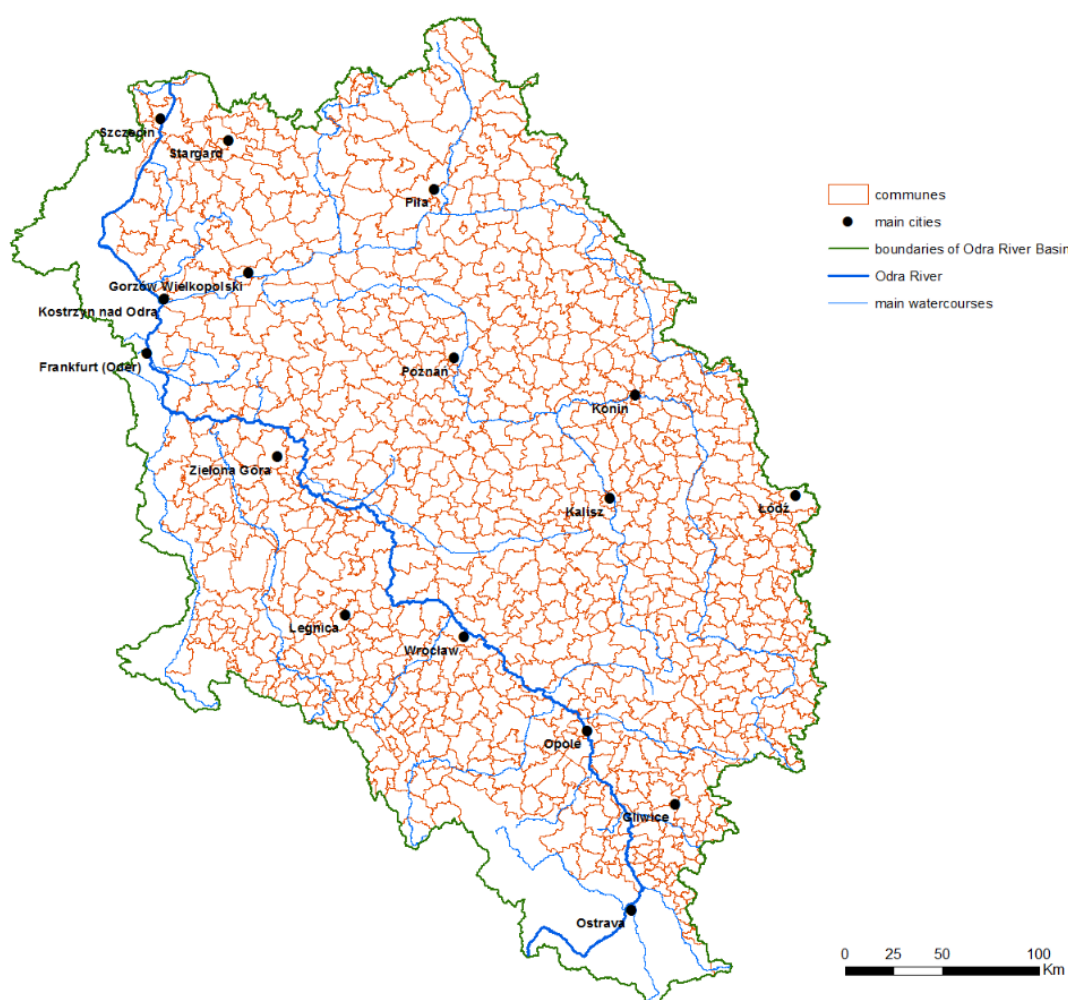 Szczecin
Stargard
Piła
communes
main cities
boundaries of Odra River Basin
Odra River
main watercourses
Gorzów Wielkopolski
Kostrzyn nad Odrą
Frankfurt (Oder)
Poznań
Konin
Zielona Góra
Kalisz
Łódź
Legnica
Wrocław
Opole
Gliwice
Ostrava
0 25 50 100
Km